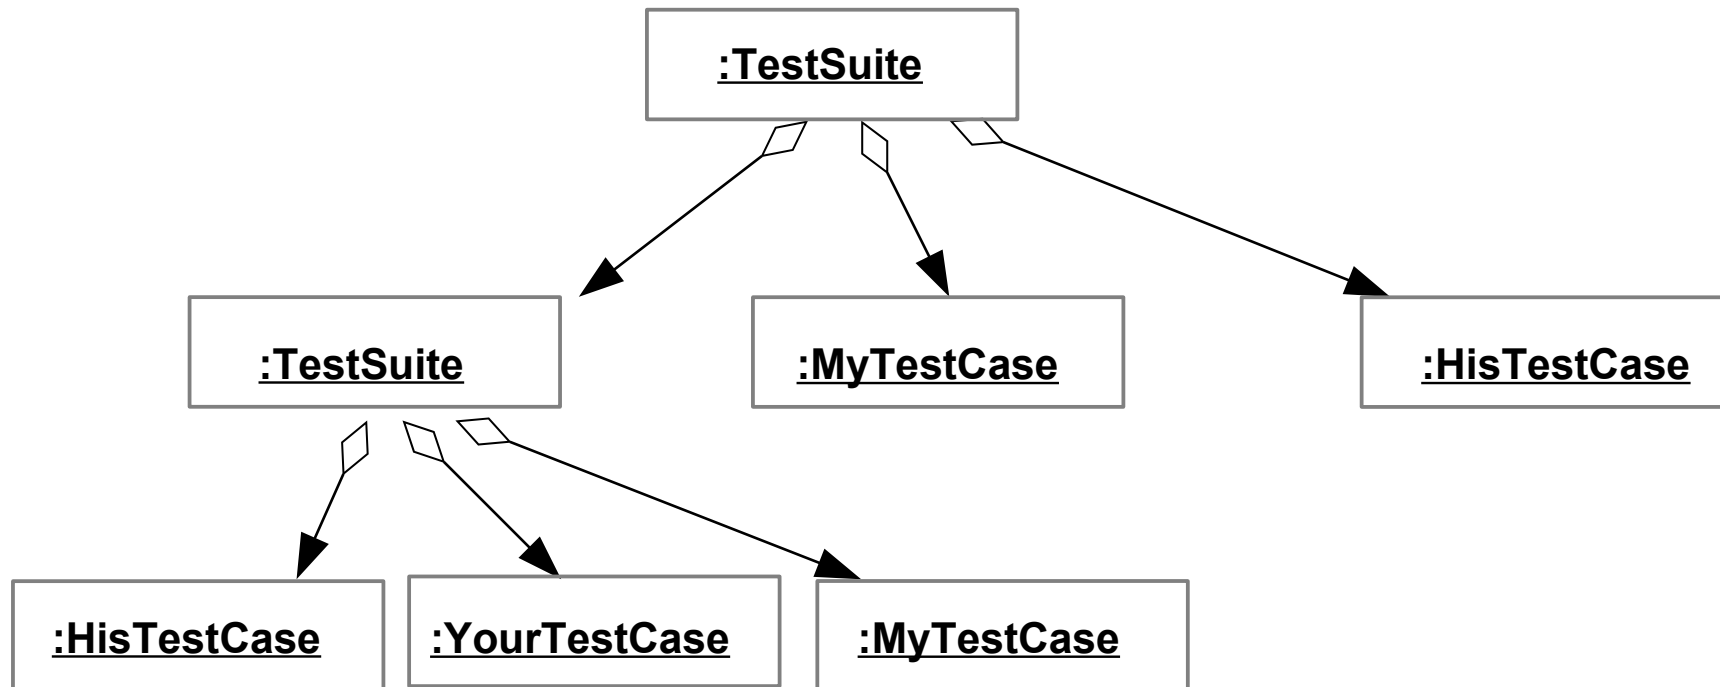 :TestSuite
:TestSuite
:MyTestCase
:HisTestCase
:HisTestCase
:YourTestCase
:MyTestCase